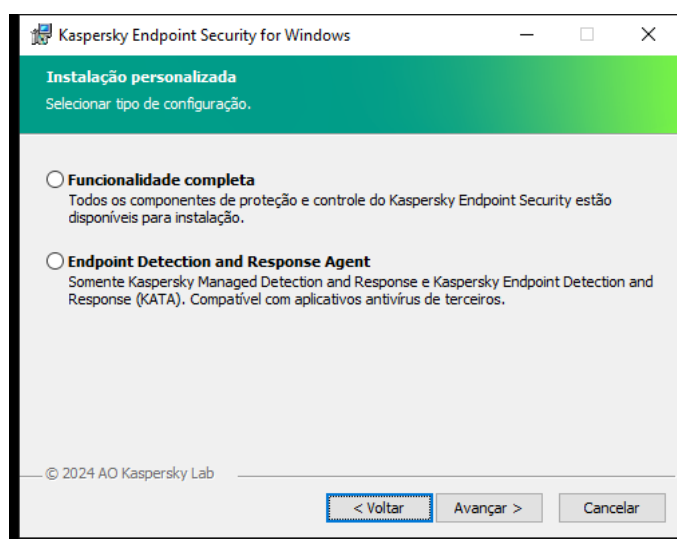 Kaspersky Endpoint Security for Windows
Instalação personalizada
Selecionar tipo de configuração.
Funcionalidade completa
Todos os componentes de proteção e controle do Kaspersky Endpoint Security estão
disponíveis para instalação.
Endpoint Detection and Response Agent
Somente Kaspersky Managed Detection and Response e Kaspersky Endpoint Detection and
Response (KATA). Compatível com aplicativos antivírus de terceiros.
© 2024 AO Kaspersky Lab
< Voltar Avançar > Cancelar